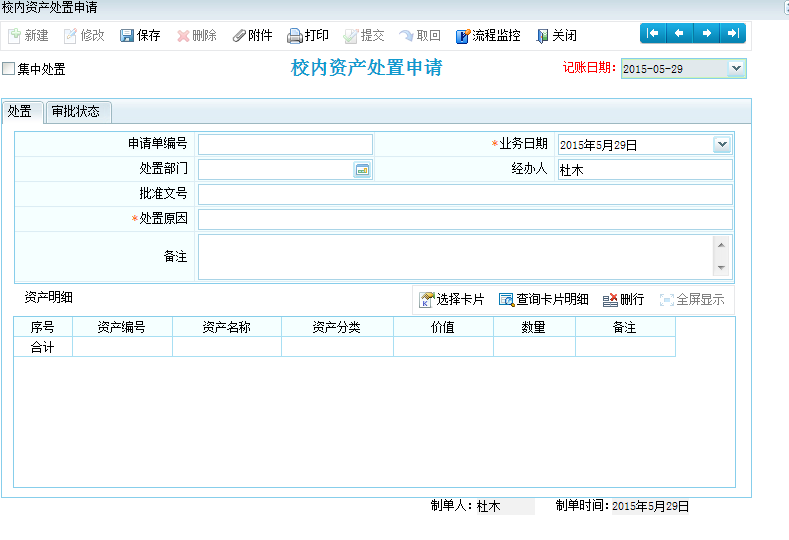 校内资产处置申请
新建 修改 保存 删除 附件 打印 提交 取回 流程监控 关闭
集中处置 校内资产处置申请 记账日期: 2015-05-29
处置 审批状态
申请单编号 *业务日期 2015年5月29日
处置部门 经办人 杜木
批准文号
*处置原因
备注
资产明细 选择卡片 查询卡片明细 删行 全屏显示
序号 资产编号 资产名称 资产分类 价值 数量 备注
合计
制单人: 杜木 制单时间: 2015年5月29日